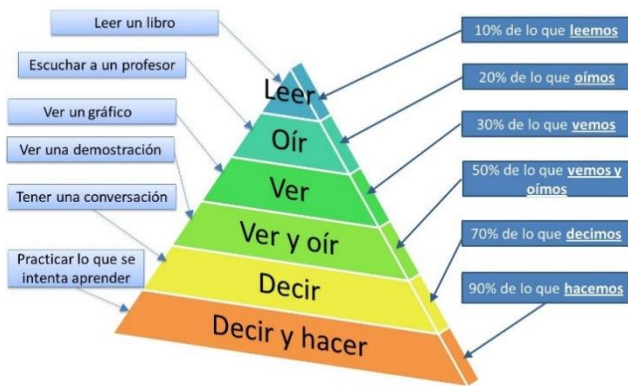 Leer un libro
Escuchar a un profesor
Ver un gráfico
Ver una demostración
Tener una conversación
Practicar lo que se
intenta aprender
Leer
Oír
Ver
Ver y oír
Decir
Decir y hacer
10% de lo que leemos
20% de lo que oímos
30% de lo que vemos
50% de lo que vemos y
oímos
70% de lo que decimos
90% de lo que hacemos